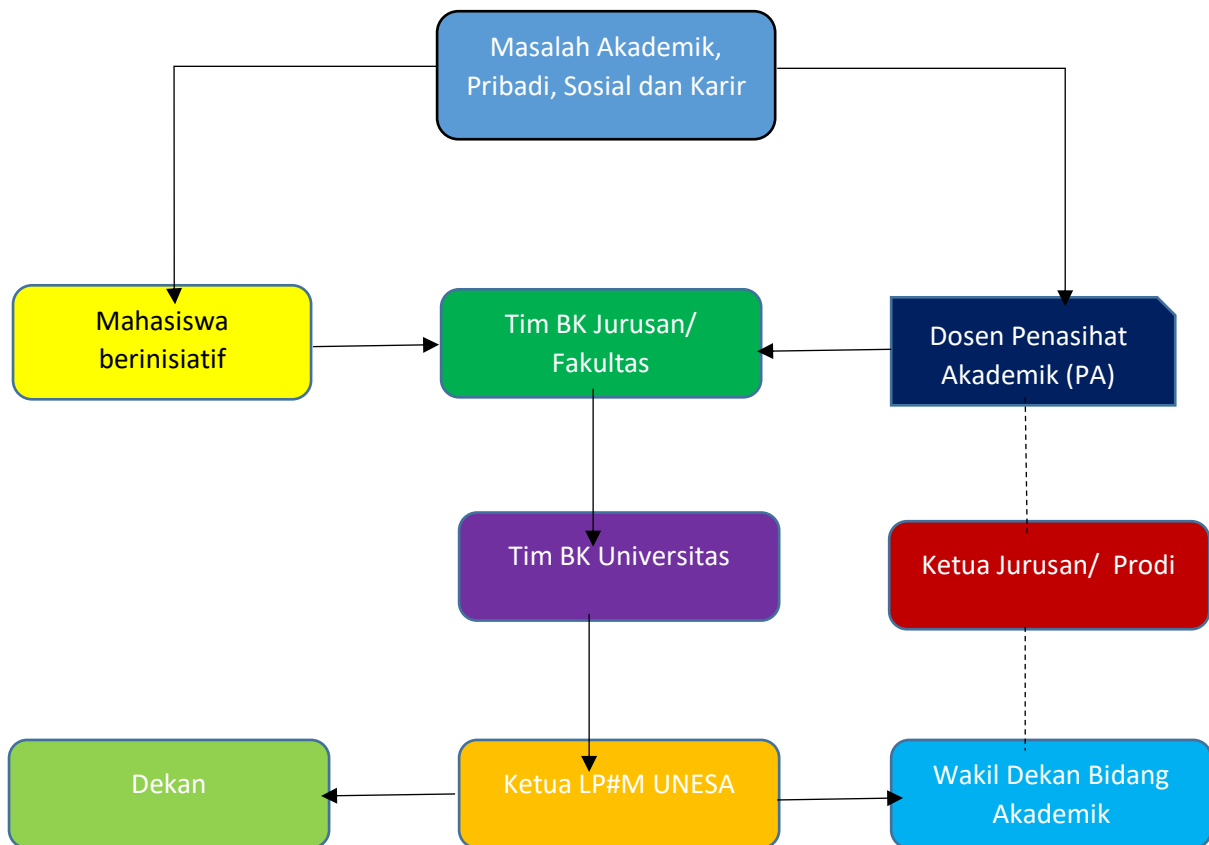 Masalah Akademik,
Pribadi, Sosial dan Karir
Mahasiswa
berinisiatif
Tim BK Jurusan/
Fakultas
Dosen Penasihat
Akademik (PA)
Tim BK Universitas
Ketua Jurusan/ Prodi
Dekan
Ketua LP#M UNESA
Wakil Dekan Bidang
Akademik